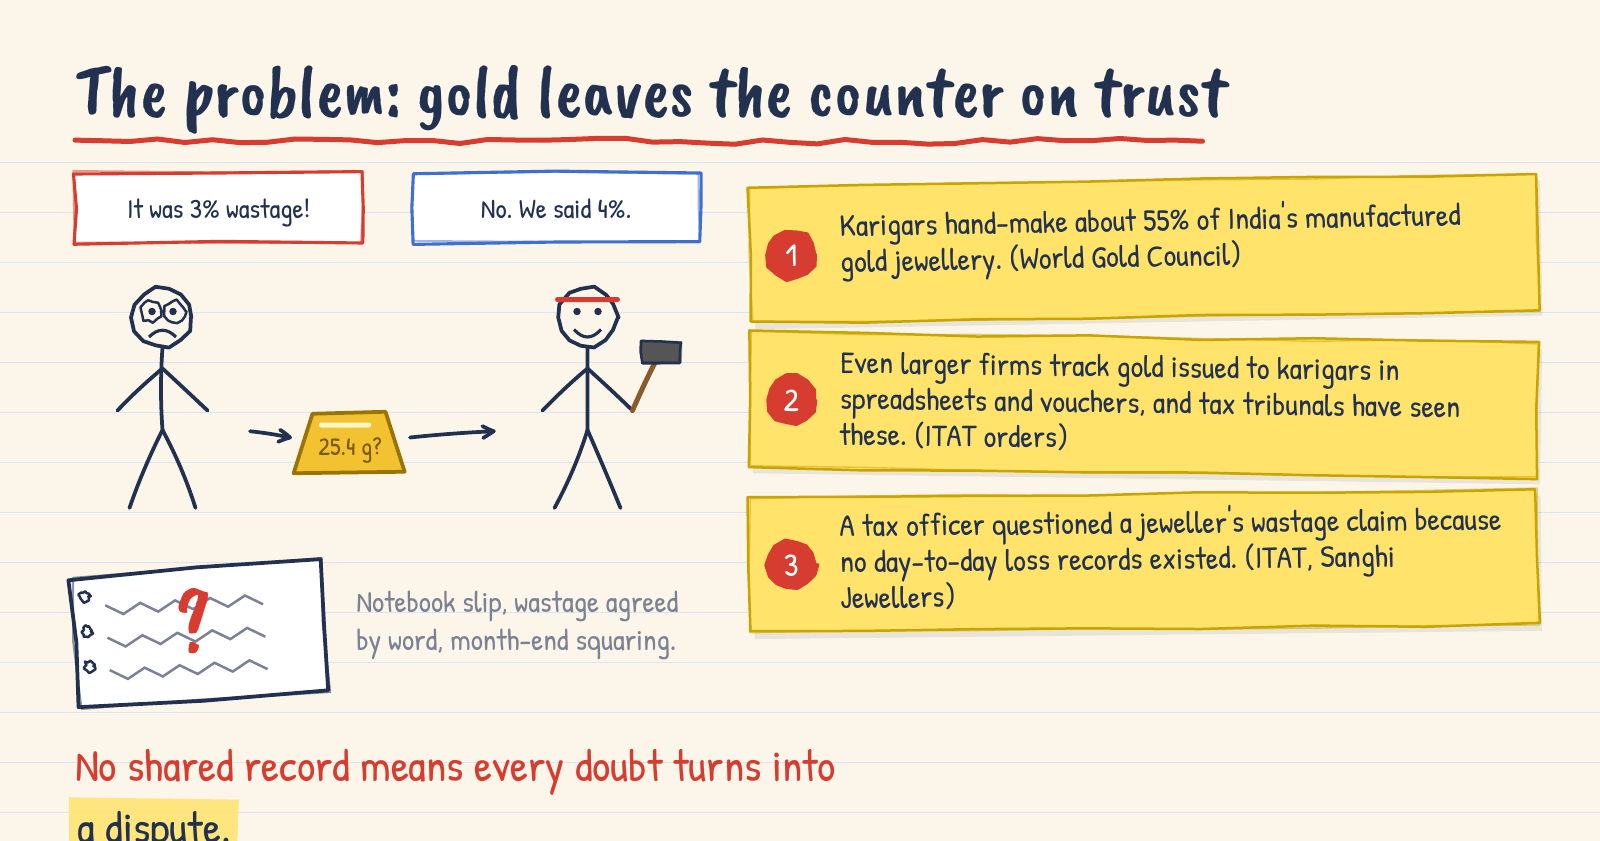 The problem: gold leaves the counter on trust
It was 3% wastage!
No. We said 4%.
25.4 g?
?
Notebook slip, wastage agreed
by word, month-end squaring.
1
Karigars hand-make about 55% of India's manufactured
gold jewellery. (World Gold Council)
2
Even larger firms track gold issued to karigars in
spreadsheets and vouchers, and tax tribunals have seen
these. (ITAT orders)
3
A tax officer questioned a jeweller's wastage claim because
no day-to-day loss records existed. (ITAT, Sanghi
Jewellers)
No shared record means every doubt turns into
a dispute.